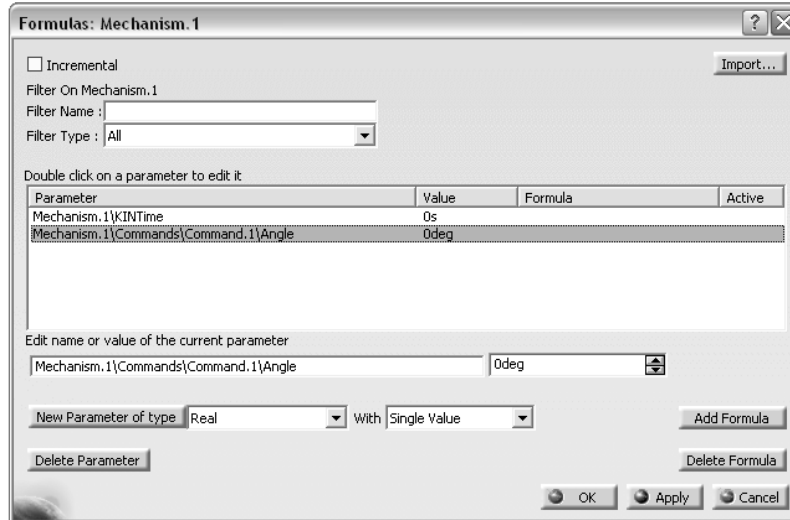 Formulas: Mechanism.1
Incremental
Import...
Filter On Mechanism.1
Filter Name :
Filter Type : All
Double click on a parameter to edit it
Parameter Value Formula Active
Mechanism.1\KINTime 0s
Mechanism.1\Commands\Command.1\Angle 0deg
Edit name or value of the current parameter
Mechanism.1\Commands\Command.1\Angle 0deg
New Parameter of type Real With Single Value Add Formula
Delete Parameter Delete Formula
OK Apply Cancel